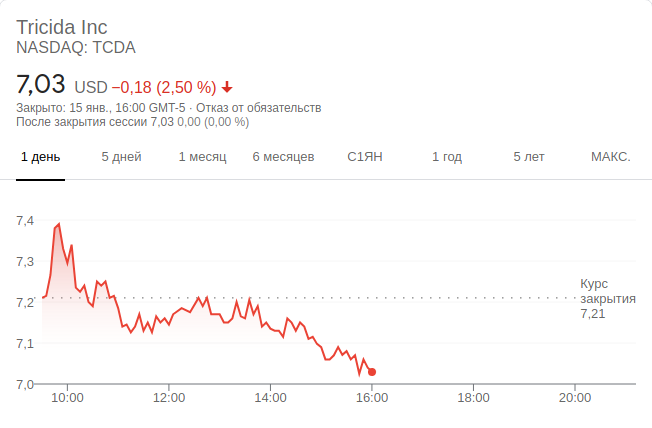 Tricida Inc
NASDAQ: TCDA
7,03 USD −0,18 (2,50 %)
Закрыто: 15 янв., 16:00 GMT-5 · Отказ от обязательств
После закрытия сессии 7,03 0,00 (0,00 %)
1 день 5 дней 1 месяц 6 месяцев С1ЯН 1 год 5 лет МАКС.
7,4
7,3
Курс
закрытия
7,2
7,21
7,1
7,0
10:00 12:00 14:00 16:00 18:00 20:00